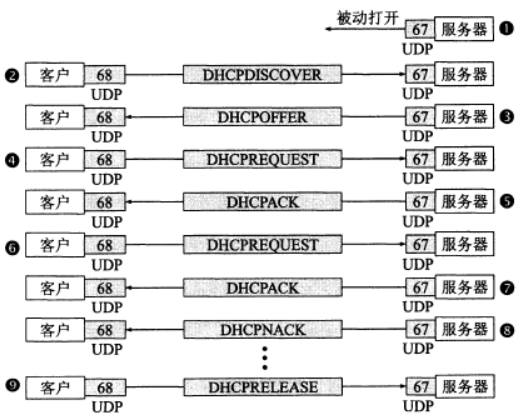 被动打开 67 服务器 ❶
UDP
❷ 客户 68 DHCPDISCOVER 67 服务器
UDP UDP
客户 68 DHCPOFFER 67 服务器 ❸
UDP UDP
❹ 客户 68 DHCPREQUEST 67 服务器
UDP UDP
客户 68 DHCPACK 67 服务器 ❺
UDP UDP
❻ 客户 68 DHCPREQUEST 67 服务器
UDP UDP
客户 68 DHCPACK 67 服务器 ❼
UDP UDP
客户 68 DHCPNACK 67 服务器 ❽
UDP UDP
❾ 客户 68 DHCPRELEASE 67 服务器
UDP UDP